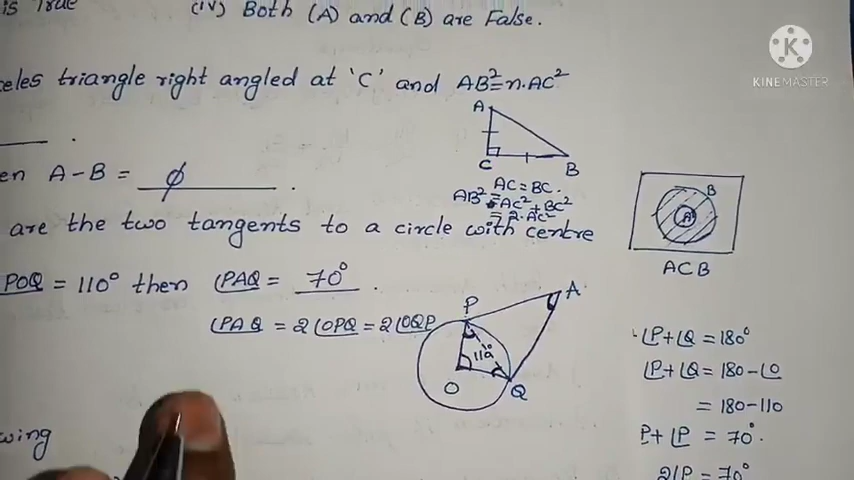 is True (iv) Both (A) and (B) are False.
KINEMASTER
eles triangle right angled at 'C' and AB²=n.AC²
A
C B
AC = BC.
AB² = AC² + BC²
= 2.AC²
en A-B = ϕ .
B
A
A⊂B
are the two tangents to a circle with centre
∠POQ = 110° then ∠PAQ = 70° .
∠PAQ = 2∠OPQ = 2∠OQP
P A
110°
O Q
∠P+∠Q = 180°
∠P+∠Q = 180-∠O
= 180-110
P+∠P = 70°.
2∠P = 70°
wing